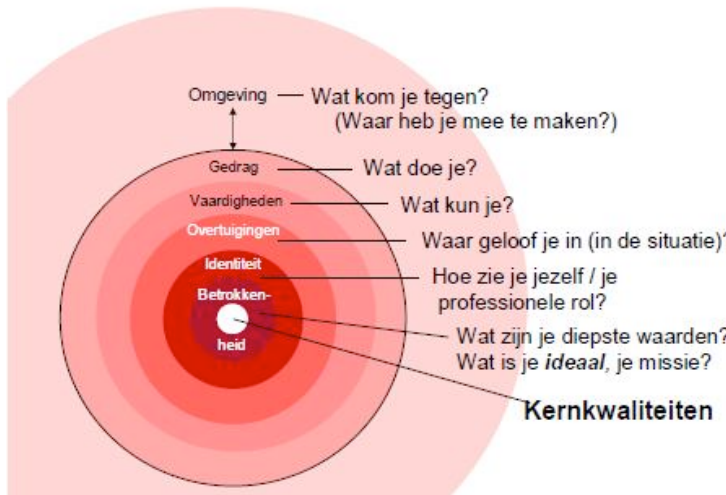 Omgeving
Wat kom je tegen?
(Waar heb je mee te maken?)
Gedrag
Wat doe je?
Vaardigheden
Wat kun je?
Overtuigingen
Waar geloof je in (in de situatie)?
Identiteit
Hoe zie je jezelf / je
professionele rol?
Betrokken-
heid
Wat zijn je diepste waarden?
Wat is je ideaal, je missie?
Kernkwaliteiten